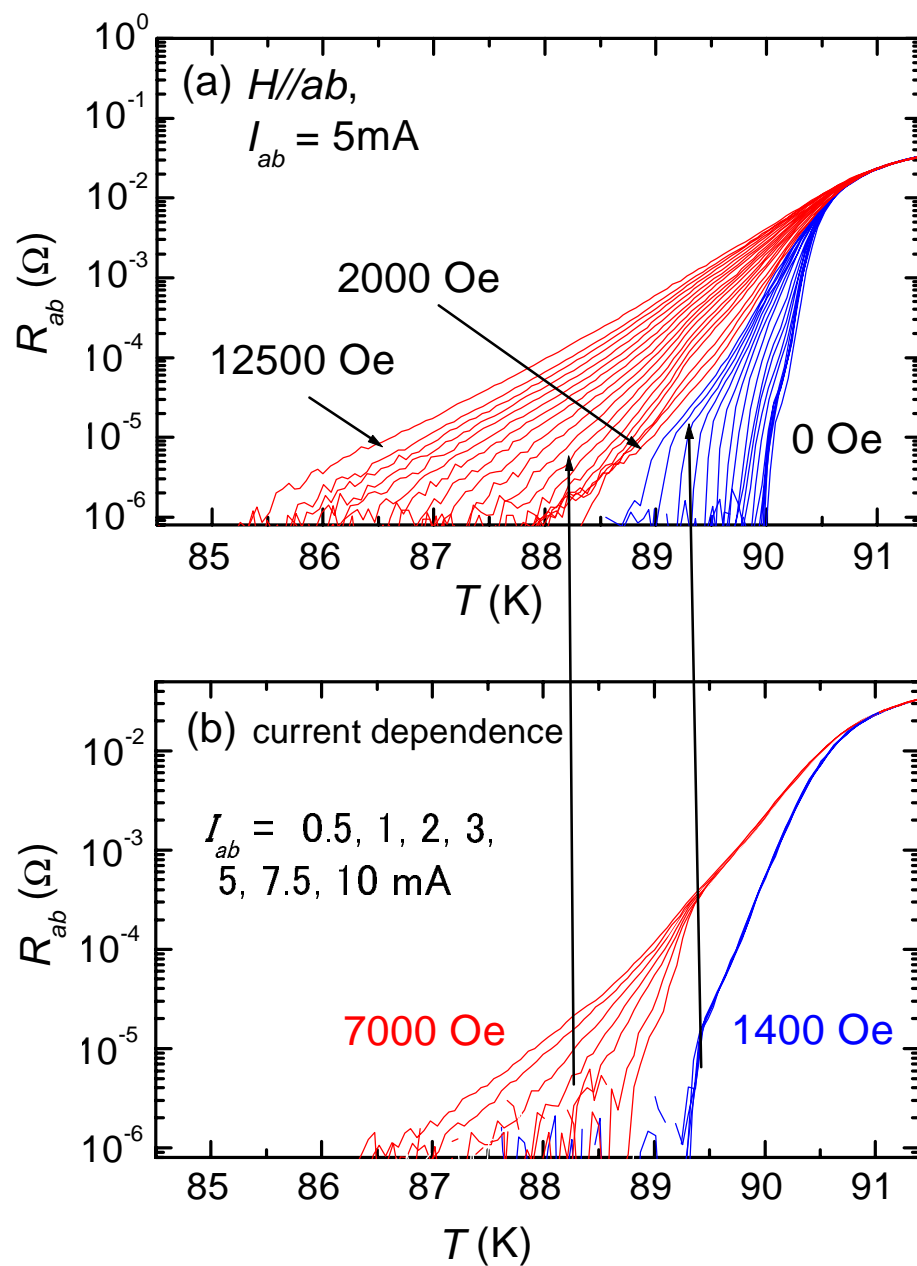 10^0
10^-1
10^-2
10^-3
10^-4
10^-5
10^-6
R_ab (Ω)
(a) H//ab,
I_ab = 5mA
2000 Oe
12500 Oe
0 Oe
85 86 87 88 89 90 91
T (K)
(b) current dependence
10^-2
10^-3
10^-4
10^-5
10^-6
R_ab (Ω)
I_ab = 0.5, 1, 2, 3,
5, 7.5, 10 mA
7000 Oe
1400 Oe
85 86 87 88 89 90 91
T (K)